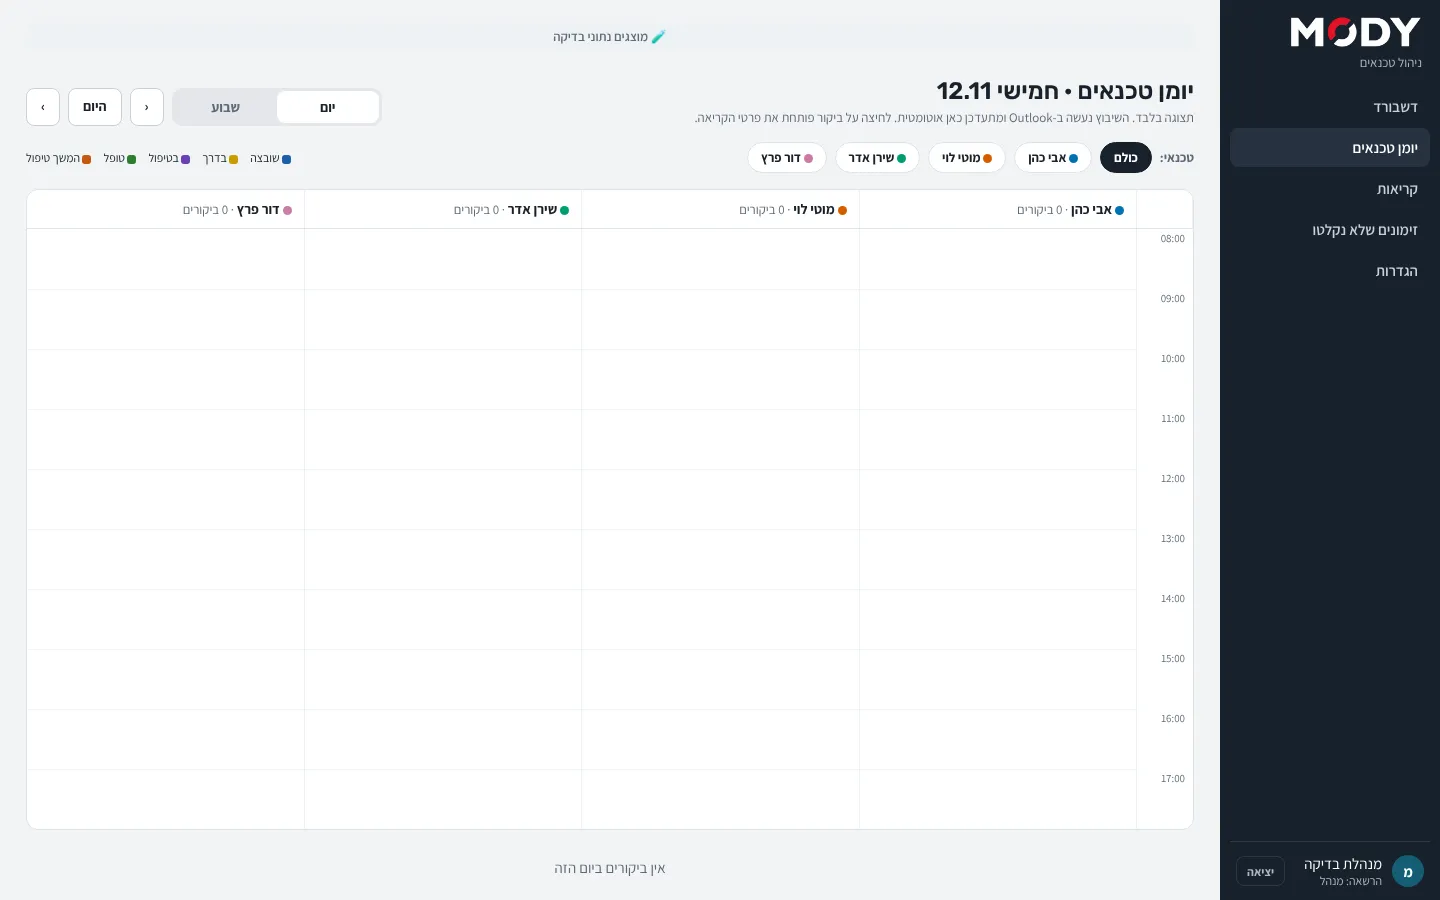 MODY
ניהול טכנאים
דשבורד
יומן טכנאים
קריאות
זימונים שלא נקלטו
הגדרות
מ
מנהלת בדיקה
הרשאה: מנהל
יציאה
🧪 מוצגים נתוני בדיקה
יומן טכנאים • חמישי 12.11
תצוגה בלבד. השיבוץ נעשה ב-Outlook ומתעדכן כאן אוטומטית. לחיצה על ביקור פותחת את פרטי הקריאה.
יום שבוע
‹ היום ›
טכנאי: כולם אבי כהן מוטי לוי שירן אדר דור פרץ
שובצה בדרך בטיפול טופל המשך טיפול
אבי כהן · 0 ביקורים
מוטי לוי · 0 ביקורים
שירן אדר · 0 ביקורים
דור פרץ · 0 ביקורים
08:00
09:00
10:00
11:00
12:00
13:00
14:00
15:00
16:00
17:00
אין ביקורים ביום הזה